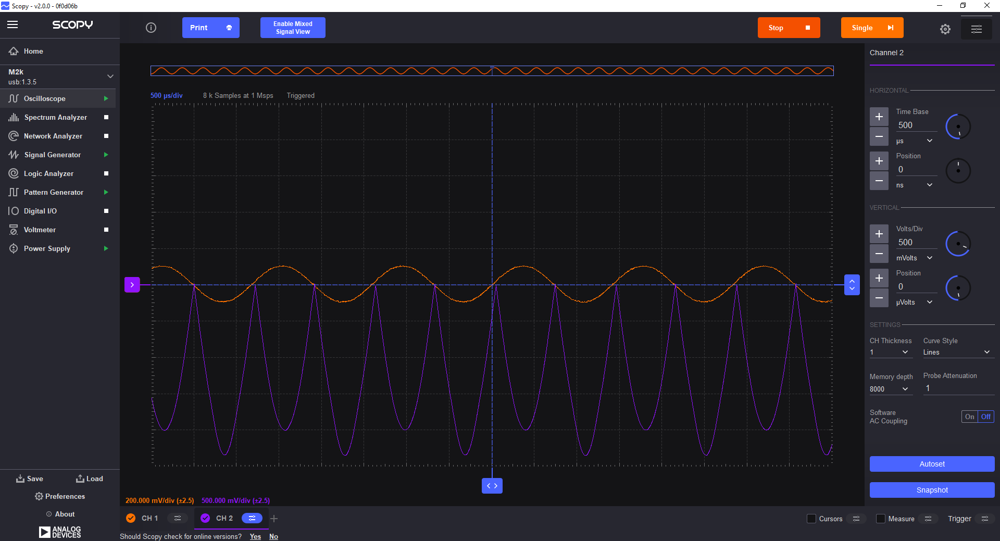 Scopy - v2.0.0 - 0f0d06b
SCOPY
Print
Enable Mixed
Signal View
Stop
Single
Home
M2k
usb:1.3.5
Oscilloscope
Spectrum Analyzer
Network Analyzer
Signal Generator
Logic Analyzer
Pattern Generator
Digital I/O
Voltmeter
Power Supply
Save
Load
Preferences
About
ANALOG
DEVICES
500 µs/div
8 k Samples at 1 Msps
Triggered
200.000 mV/div (±2.5)
500.000 mV/div (±2.5)
CH 1
CH 2
Should Scopy check for online versions?
Yes
No
Cursors
Measure
Trigger
Channel 2
HORIZONTAL
Time Base
500
µs
Position
0
ns
VERTICAL
Volts/Div
500
mVolts
Position
0
µVolts
SETTINGS
CH Thickness
Curve Style
1
Lines
Memory depth
Probe Attenuation
8000
1
Software
AC Coupling
On
Off
Autoset
Snapshot